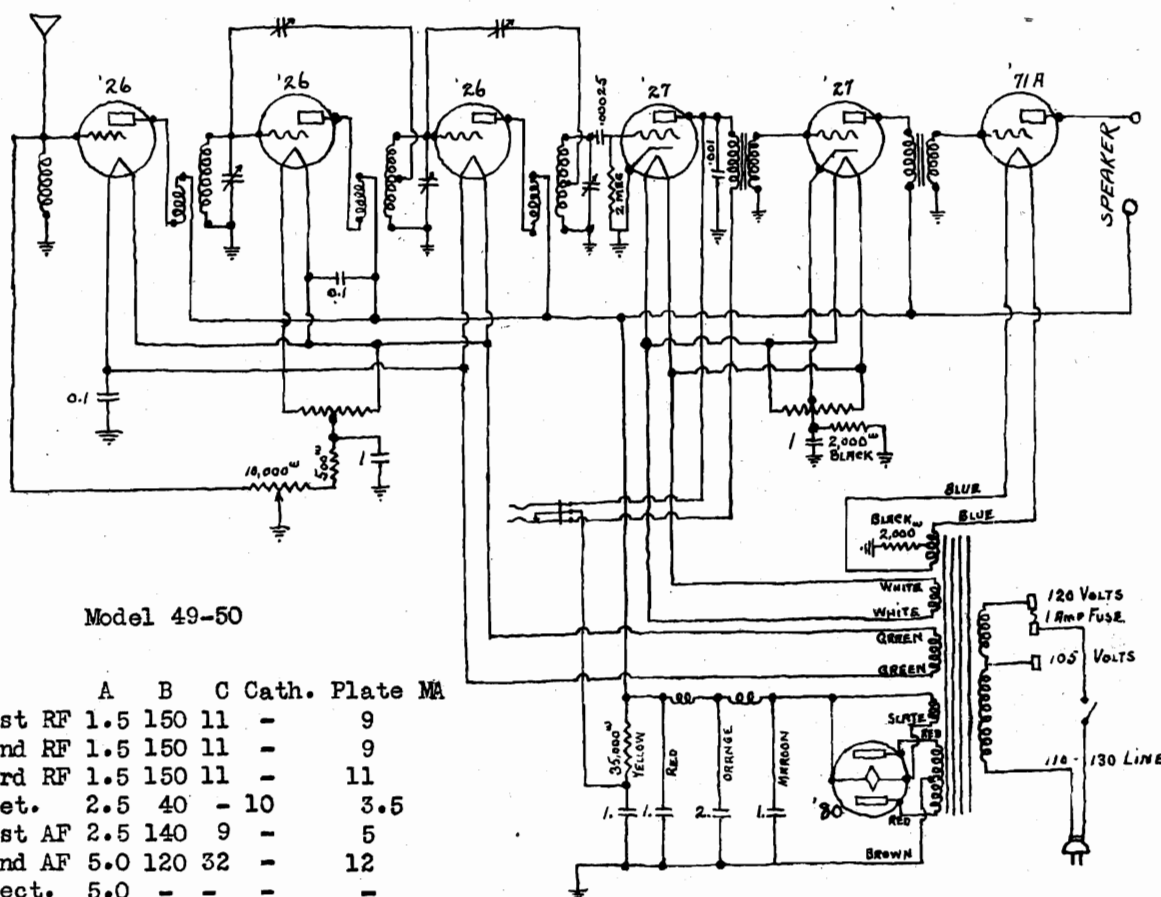 '26
'26
'26
'27
'27
'71A
.00025
2 MEG
.001
SPEAKER
0.1
0.1
10,000ω
500ω
1
1
2,000ω
BLACK
BLUE
BLUE
BLACK
2,000ω
WHITE
WHITE
GREEN
GREEN
120 VOLTS
1 AMP FUSE.
105 VOLTS
110-130 LINE
SLATE
RED
RED
'80
BROWN
35,000ω
YELLOW
RED
ORANGE
MAROON
1.
1.
2.
1.
Model 49-50
A B C Cath. Plate MA
st RF 1.5 150 11 - 9
nd RF 1.5 150 11 - 9
rd RF 1.5 150 11 - 11
et. 2.5 40 - 10 3.5
st AF 2.5 140 9 - 5
nd AF 5.0 120 32 - 12
ect. 5.0 - - - -